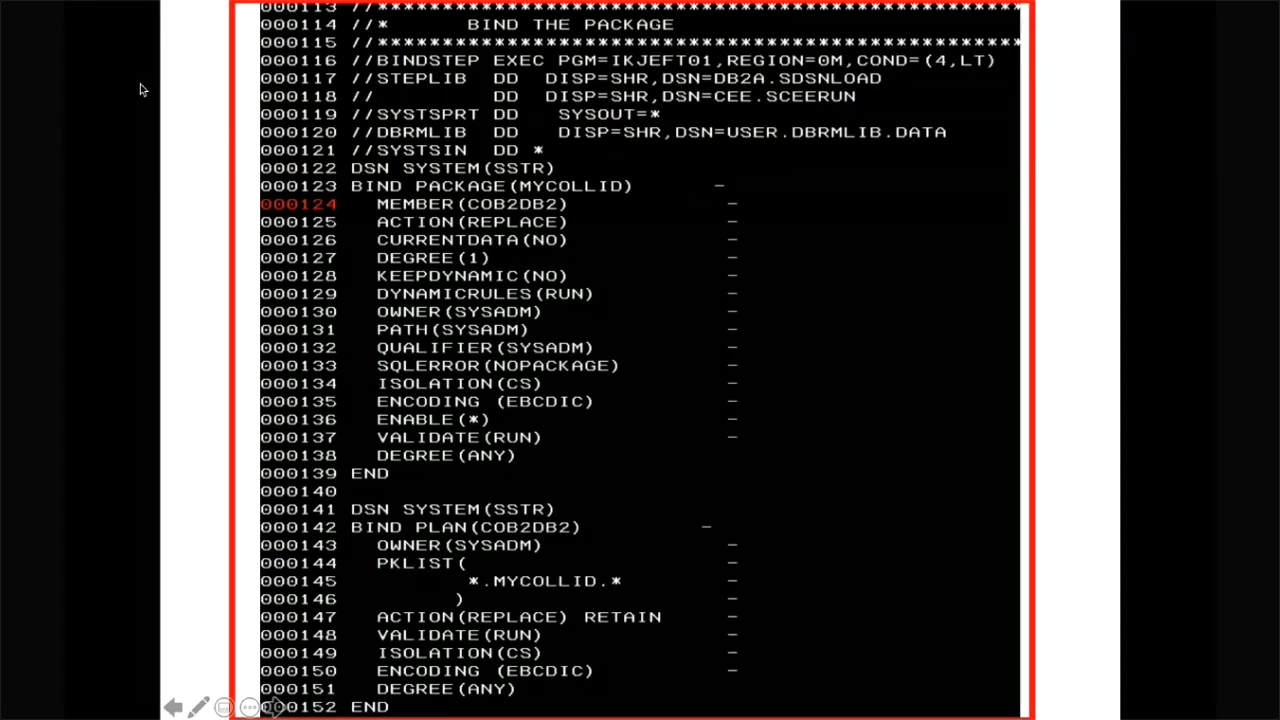 000113 //****************************************************
000114 //*      BIND THE PACKAGE
000115 //****************************************************
000116 //BINDSTEP EXEC PGM=IKJEFT01,REGION=0M,COND=(4,LT)
000117 //STEPLIB  DD  DISP=SHR,DSN=DB2A.SDSNLOAD
000118 //         DD  DISP=SHR,DSN=CEE.SCEERUN
000119 //SYSTSPRT DD   SYSOUT=*
000120 //DBRMLIB  DD   DISP=SHR,DSN=USER.DBRMLIB.DATA
000121 //SYSTSIN  DD *
000122 DSN SYSTEM(SSTR)
000123 BIND PACKAGE(MYCOLLID)       -
000124   MEMBER(COB2DB2)             -
000125   ACTION(REPLACE)             -
000126   CURRENTDATA(NO)             -
000127   DEGREE(1)                   -
000128   KEEPDYNAMIC(NO)             -
000129   DYNAMICRULES(RUN)           -
000130   OWNER(SYSADM)               -
000131   PATH(SYSADM)                -
000132   QUALIFIER(SYSADM)           -
000133   SQLERROR(NOPACKAGE)         -
000134   ISOLATION(CS)               -
000135   ENCODING (EBCDIC)           -
000136   ENABLE(*)                   -
000137   VALIDATE(RUN)               -
000138   DEGREE(ANY)
000139 END
000140
000141 DSN SYSTEM(SSTR)
000142 BIND PLAN(COB2DB2)          -
000143   OWNER(SYSADM)               -
000144   PKLIST(                     -
000145          *.MYCOLLID.*         -
000146         )                     -
000147   ACTION(REPLACE) RETAIN      -
000148   VALIDATE(RUN)               -
000149   ISOLATION(CS)               -
000150   ENCODING (EBCDIC)           -
000151   DEGREE(ANY)
000152 END